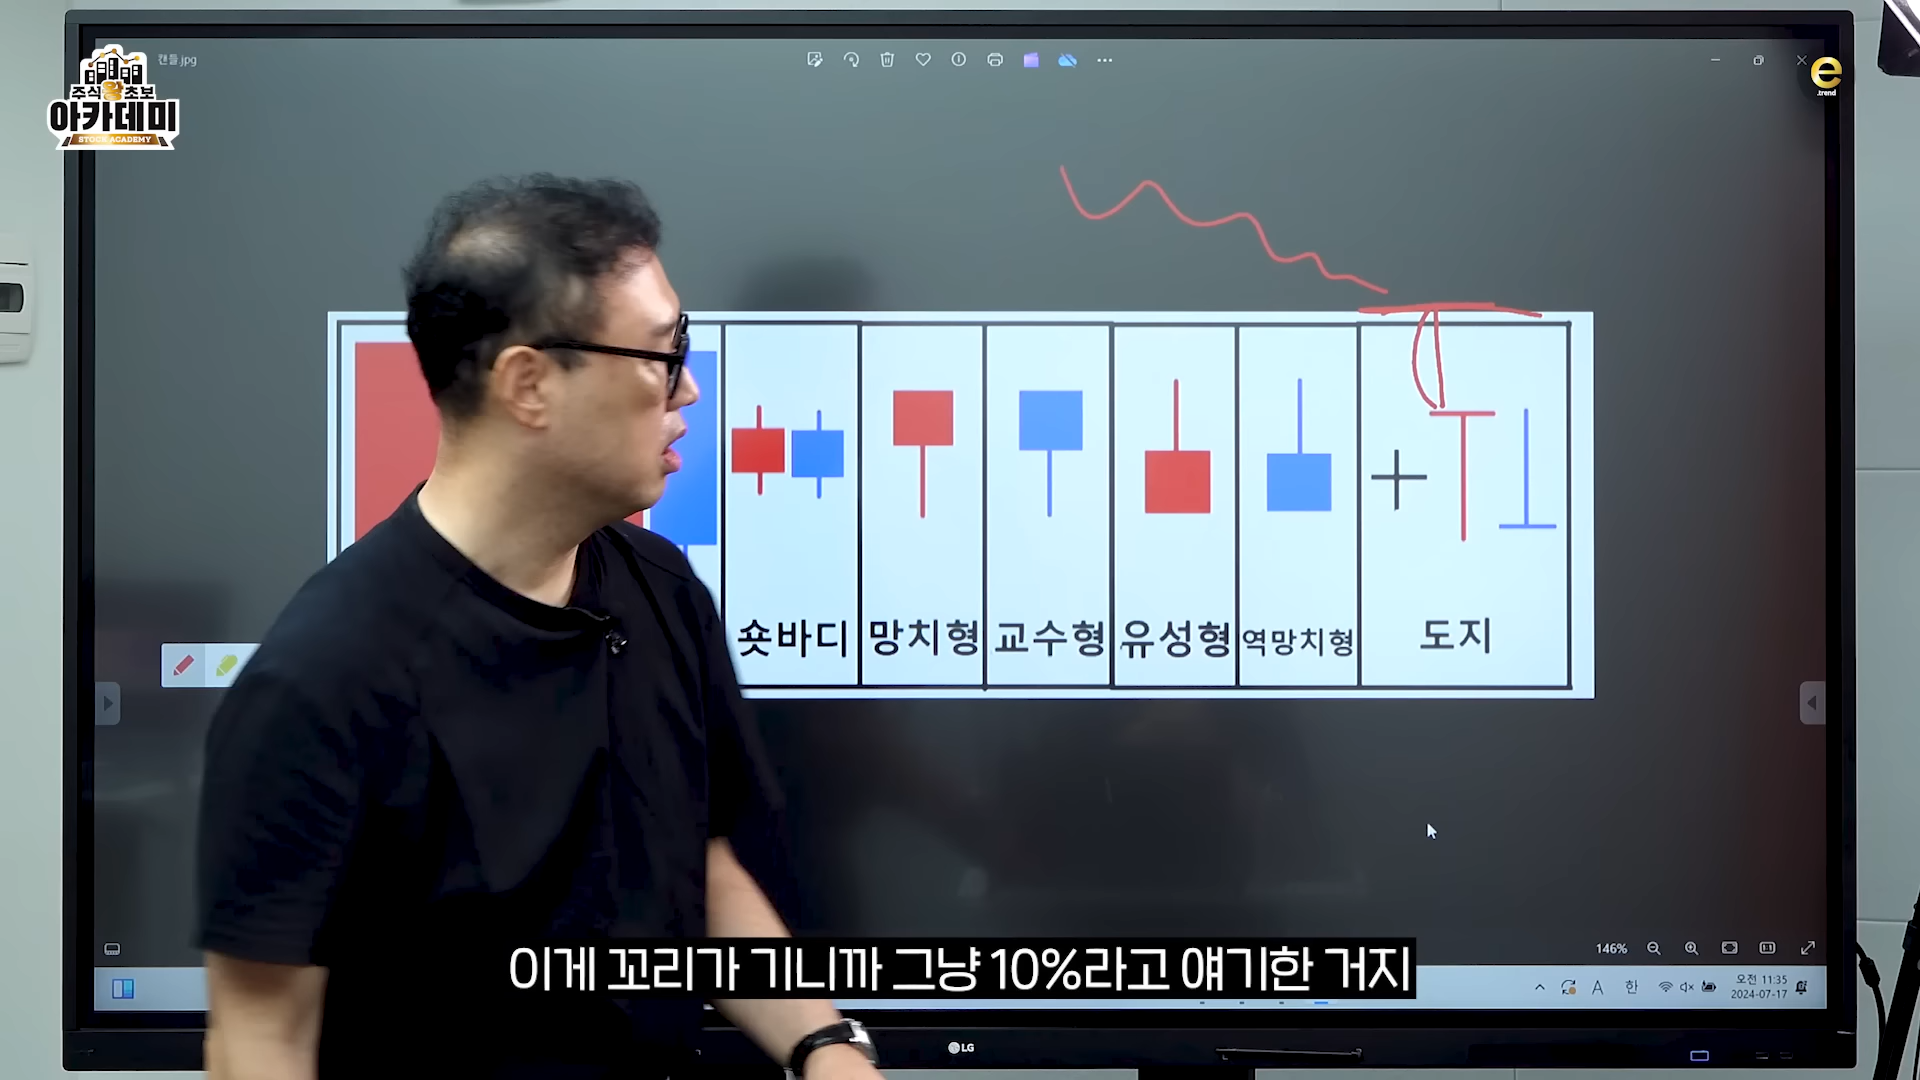 캔들.jpg
주식왕초보
아카데미
STOCK ACADEMY
e
.trend
숏바디 망치형 교수형 유성형 역망치형 도지
이게 꼬리가 기니까 그냥 10%라고 얘기한 거지
146%
A 한
오전 11:35
2024-07-17
LG